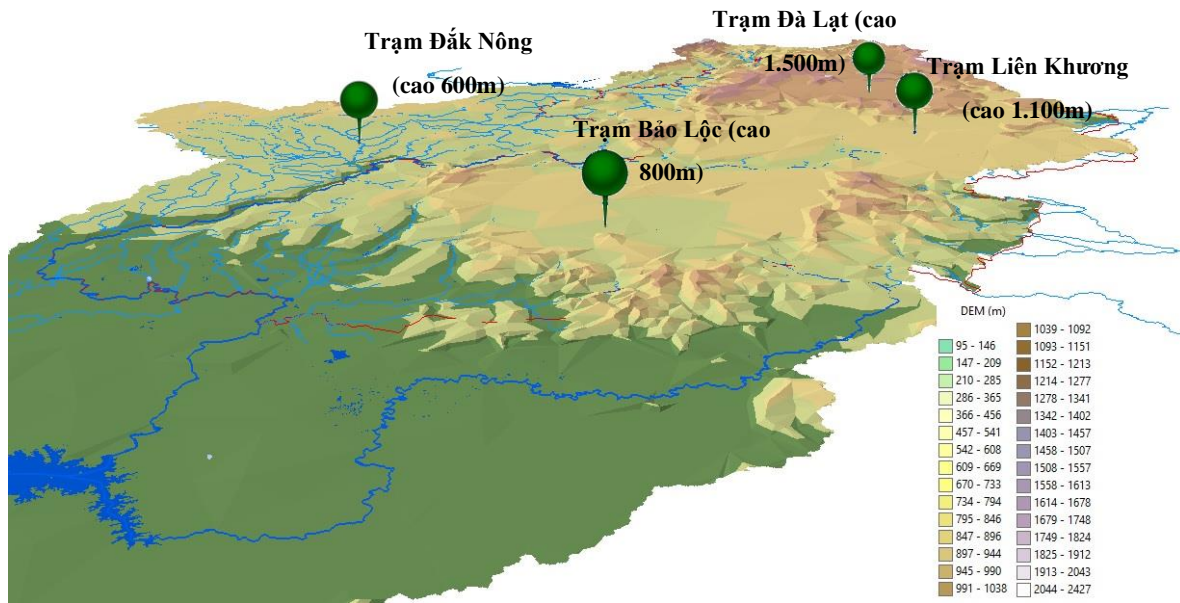 Trạm Đắk Nông
(cao 600m)
Trạm Đà Lạt (cao
1.500m)
Trạm Liên Khương
(cao 1.100m)
Trạm Bảo Lộc (cao
800m)
DEM (m)
95 - 146
147 - 209
210 - 285
286 - 365
366 - 456
457 - 541
542 - 608
609 - 669
670 - 733
734 - 794
795 - 846
847 - 896
897 - 944
945 - 990
991 - 1038
1039 - 1092
1093 - 1151
1152 - 1213
1214 - 1277
1278 - 1341
1342 - 1402
1403 - 1457
1458 - 1507
1508 - 1557
1558 - 1613
1614 - 1678
1679 - 1748
1749 - 1824
1825 - 1912
1913 - 2043
2044 - 2427